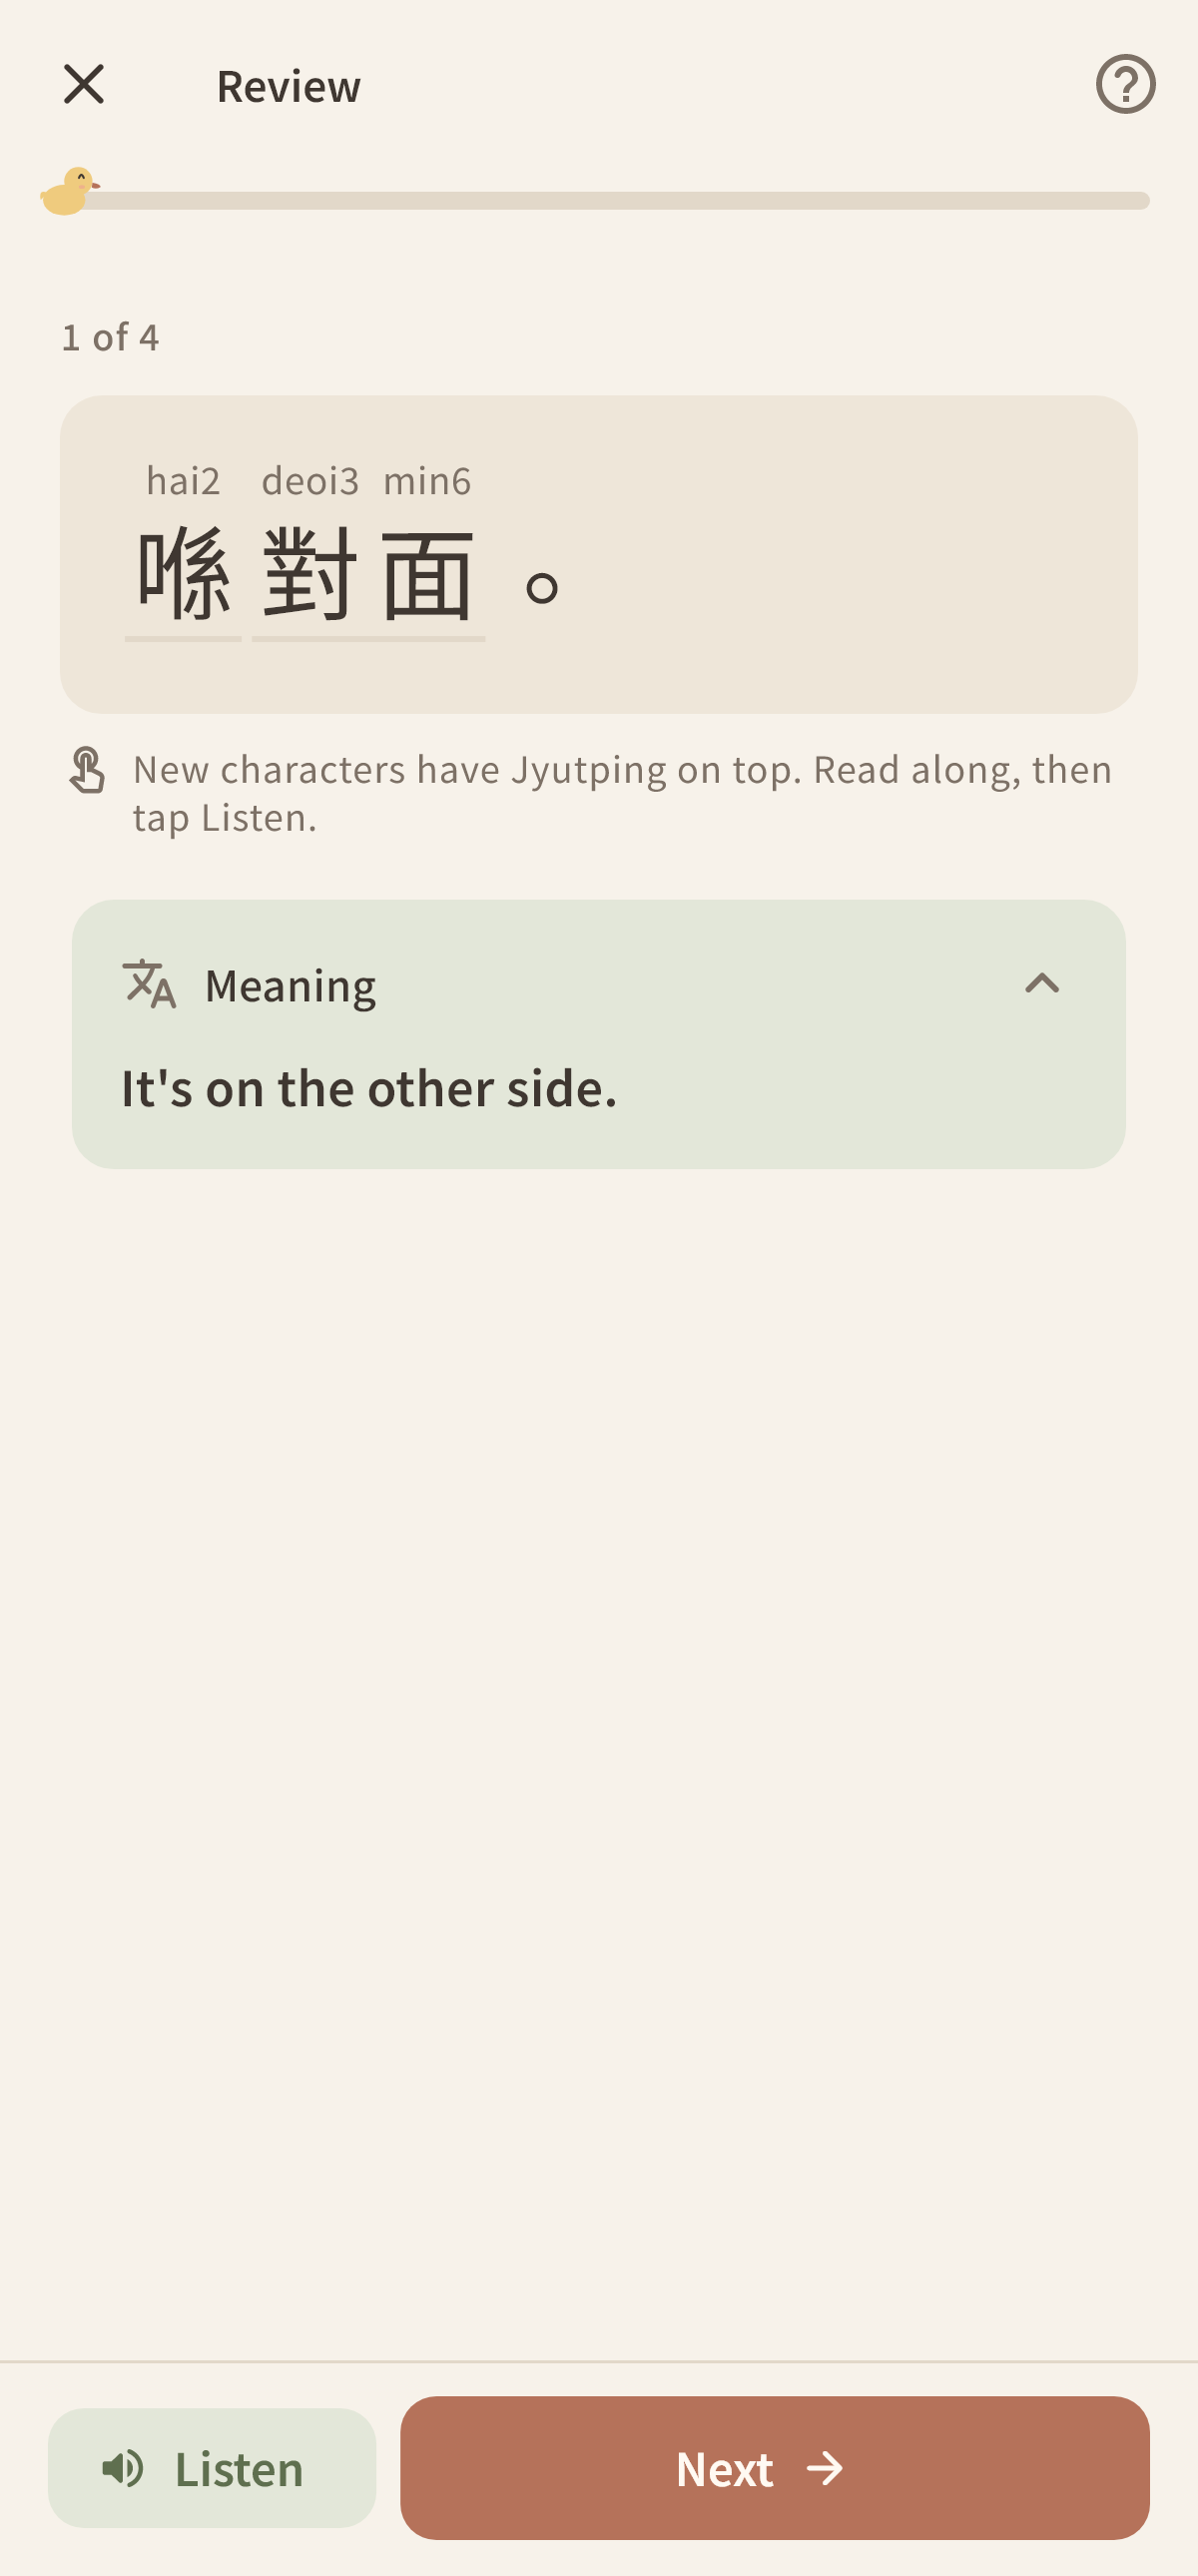 Review
1 of 4
hai2 deoi3 min6
喺對面。
New characters have Jyutping on top. Read along, then
tap Listen.
Meaning
It's on the other side.
Listen
Next